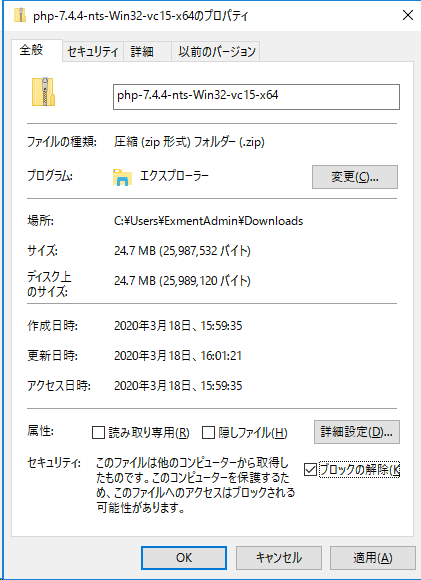 php-7.4.4-nts-Win32-vc15-x64のプロパティ
全般 セキュリティ 詳細 以前のバージョン
php-7.4.4-nts-Win32-vc15-x64
ファイルの種類: 圧縮 (zip 形式) フォルダー (.zip)
プログラム: エクスプローラー 変更(C)...
場所: C:¥Users¥ExmentAdmin¥Downloads
サイズ: 24.7 MB (25,987,532 バイト)
ディスク上
のサイズ: 24.7 MB (25,989,120 バイト)
作成日時: 2020年3月18日、15:59:35
更新日時: 2020年3月18日、16:01:21
アクセス日時: 2020年3月18日、15:59:35
属性: 読み取り専用(R) 隠しファイル(H) 詳細設定(D)...
セキュリティ: このファイルは他のコンピューターから取得し
たものです。このコンピューターを保護するため、このファイルへのアクセスはブロックされる
可能性があります。
ブロックの解除(K
OK キャンセル 適用(A)